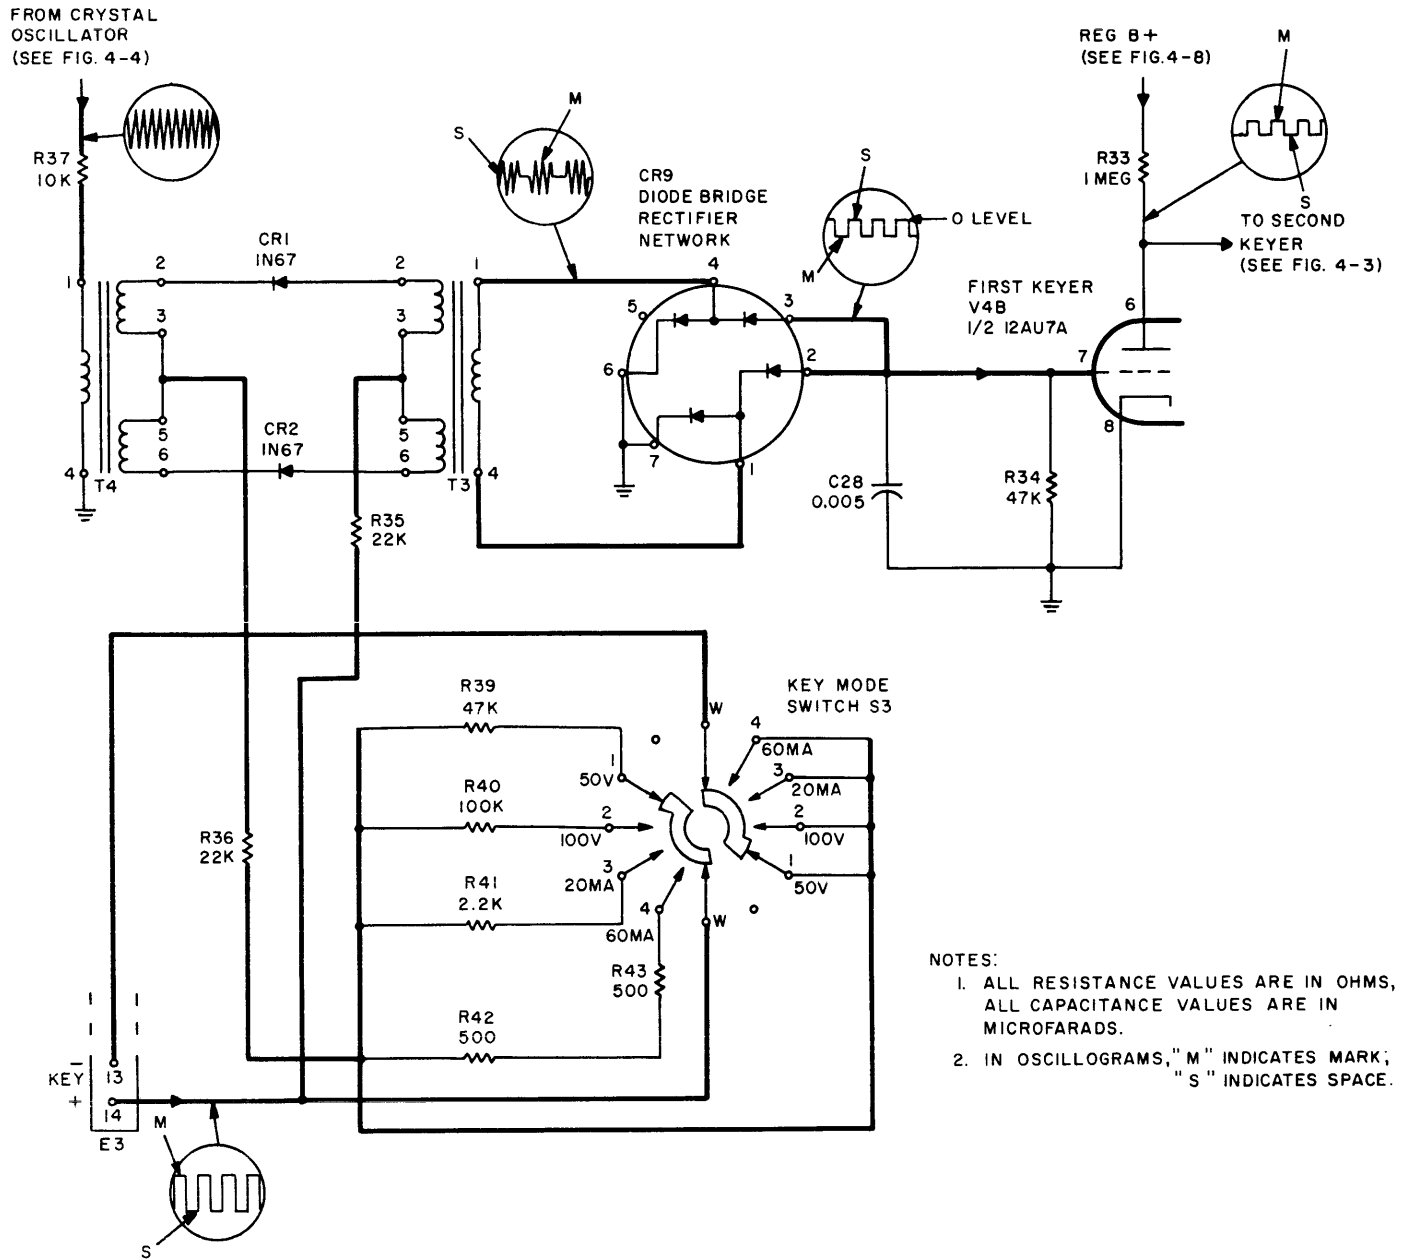 FROM CRYSTAL
OSCILLATOR
(SEE FIG. 4-4)
REG B+
(SEE FIG.4-8)
M
M
S
R37
10K
R33
1 MEG
S
CR9
DIODE BRIDGE
RECTIFIER
NETWORK
S
O LEVEL
M
TO SECOND
KEYER
(SEE FIG. 4-3)
CR1
1N67
1
2
2
1
4
3
3
5
3
FIRST KEYER
V4B
1/2 12AU7A
6
7
8
6
2
7
1
5
6
CR2
1N67
5
6
4
T4
T3
4
C28
0.005
R34
47K
R35
22K
R39
47K
W
KEY MODE
SWITCH S3
4
60MA
1
50V
3
20MA
R40
100K
2
100V
2
100V
R36
22K
R41
2.2K
3
20MA
1
50V
4
60MA
W
R43
500
R42
500
NOTES:
1. ALL RESISTANCE VALUES ARE IN OHMS,
ALL CAPACITANCE VALUES ARE IN
MICROFARADS.
2. IN OSCILLOGRAMS, "M" INDICATES MARK;
"S" INDICATES SPACE.
−
KEY
+
13
14
E3
M
S